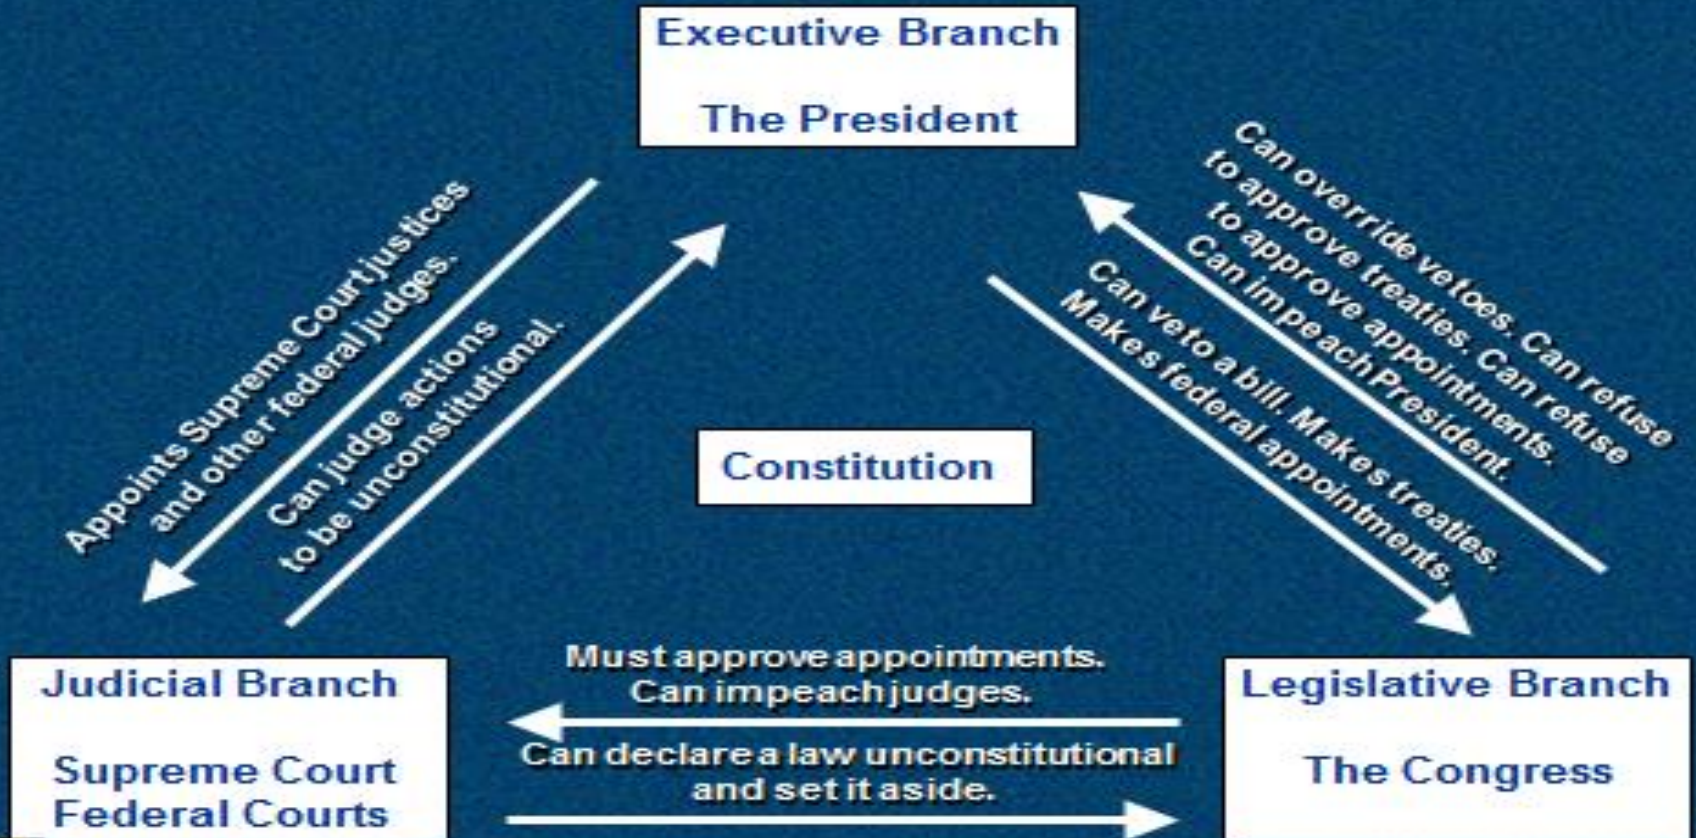 Executive Branch
The President
Appoints Supreme Court justices
and other federal judges.
Can judge actions
to be unconstitutional.
Can override vetoes. Can refuse
to approve treaties. Can refuse
to approve appointments.
Can impeach President.
Can veto a bill. Makes treaties.
Makes federal appointments.
Constitution
Must approve appointments.
Can impeach judges.
Can declare a law unconstitutional
and set it aside.
Judicial Branch
Supreme Court
Federal Courts
Legislative Branch
The Congress